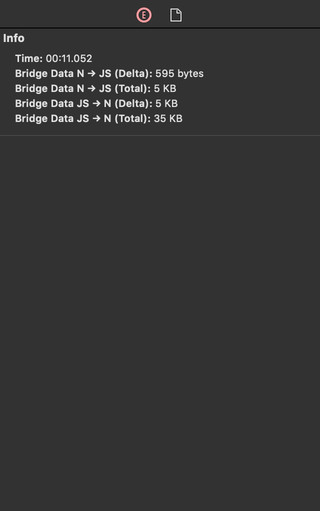 E
Info
Time: 00:11.052
Bridge Data N → JS (Delta): 595 bytes
Bridge Data N → JS (Total): 5 KB
Bridge Data JS → N (Delta): 5 KB
Bridge Data JS → N (Total): 35 KB